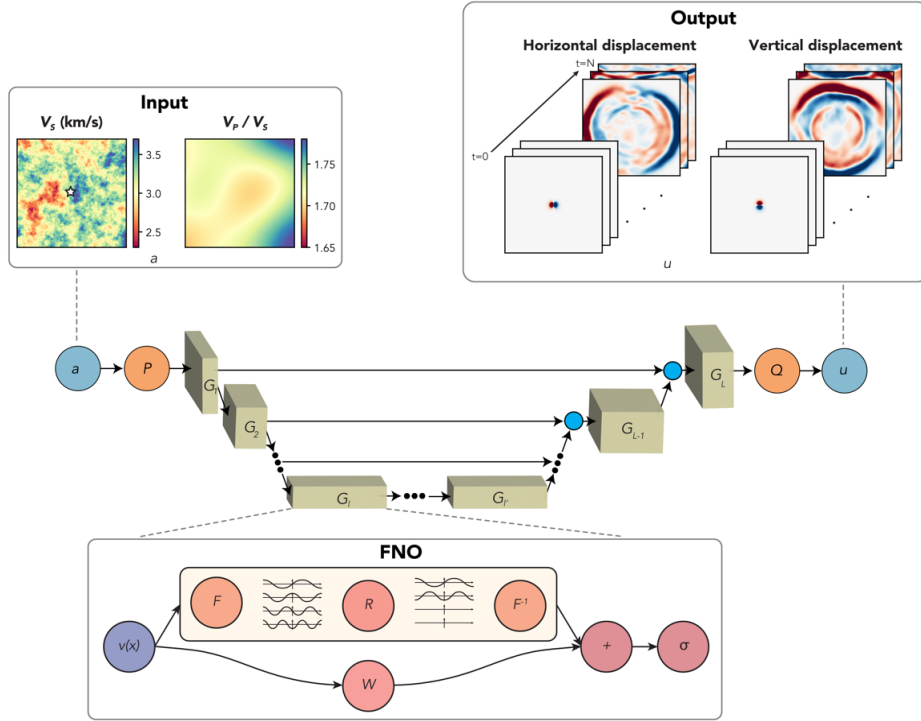 Output
Horizontal displacement
Vertical displacement
t=N
t=0
u
Input
V_S (km/s)
V_P / V_S
3.5
3.0
2.5
1.75
1.70
1.65
a
a
P
G_1
G_2
G_l
G_l'
G_{L-1}
G_L
Q
u
FNO
v(x)
F
R
F^{-1}
W
+
σ